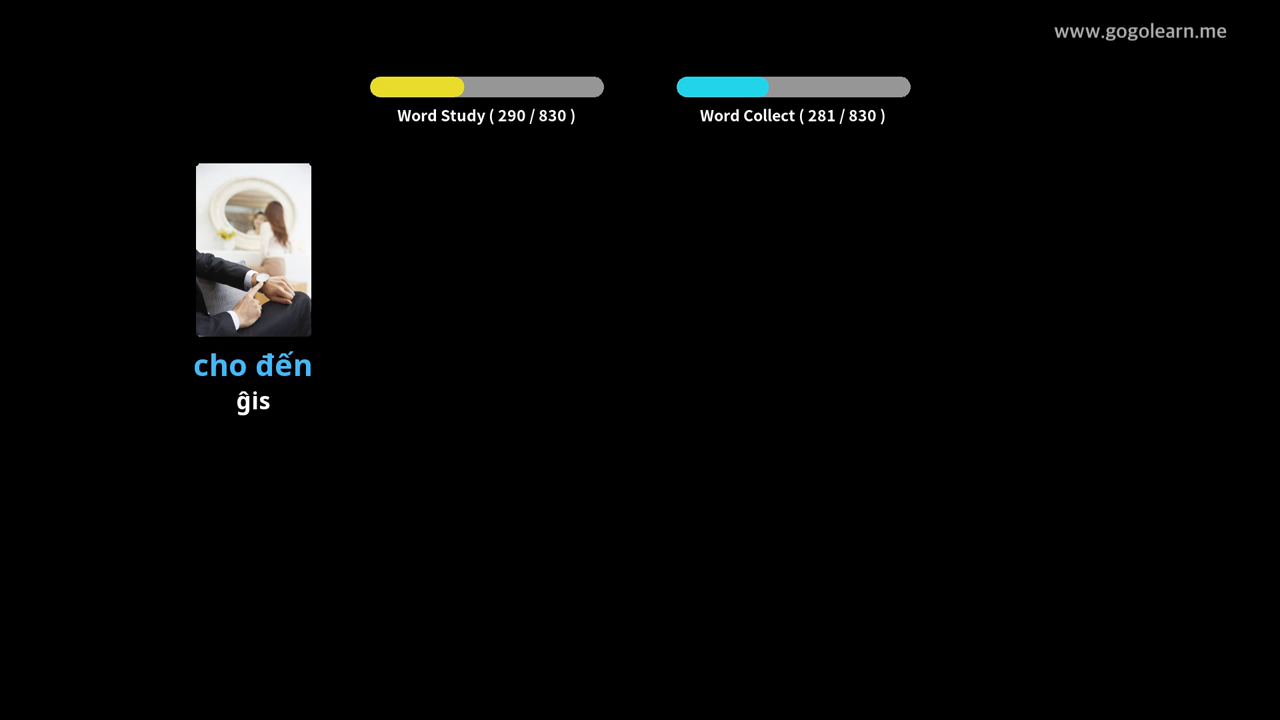 www.gogolearn.me
Word Study ( 290 / 830 )
Word Collect ( 281 / 830 )
cho đến
ĝis